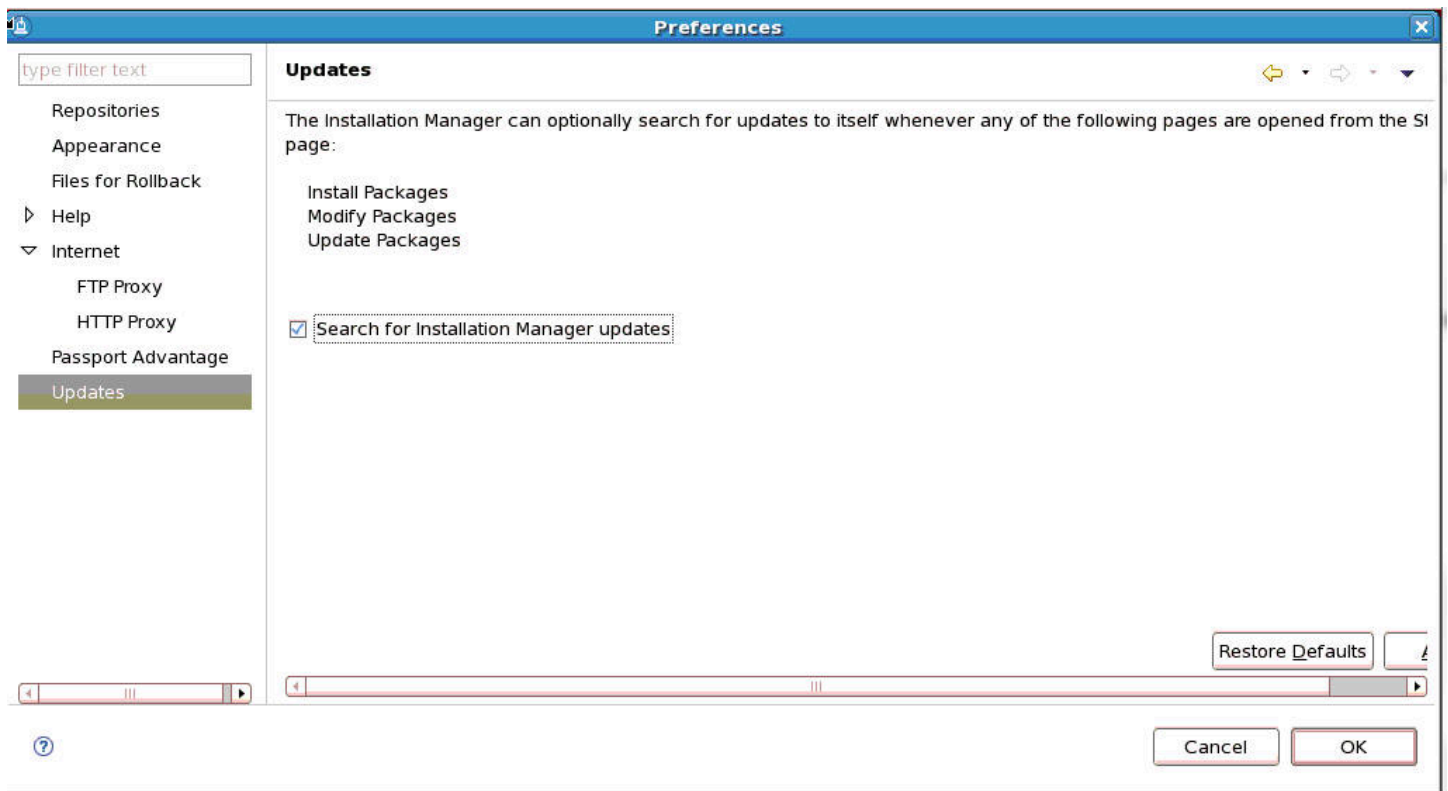 Preferences
type filter text
Updates
Repositories
Appearance
Files for Rollback
Help
Internet
FTP Proxy
HTTP Proxy
Passport Advantage
Updates
The Installation Manager can optionally search for updates to itself whenever any of the following pages are opened from the
page:
Install Packages
Modify Packages
Update Packages
Search for Installation Manager updates
Restore Defaults
Cancel
OK